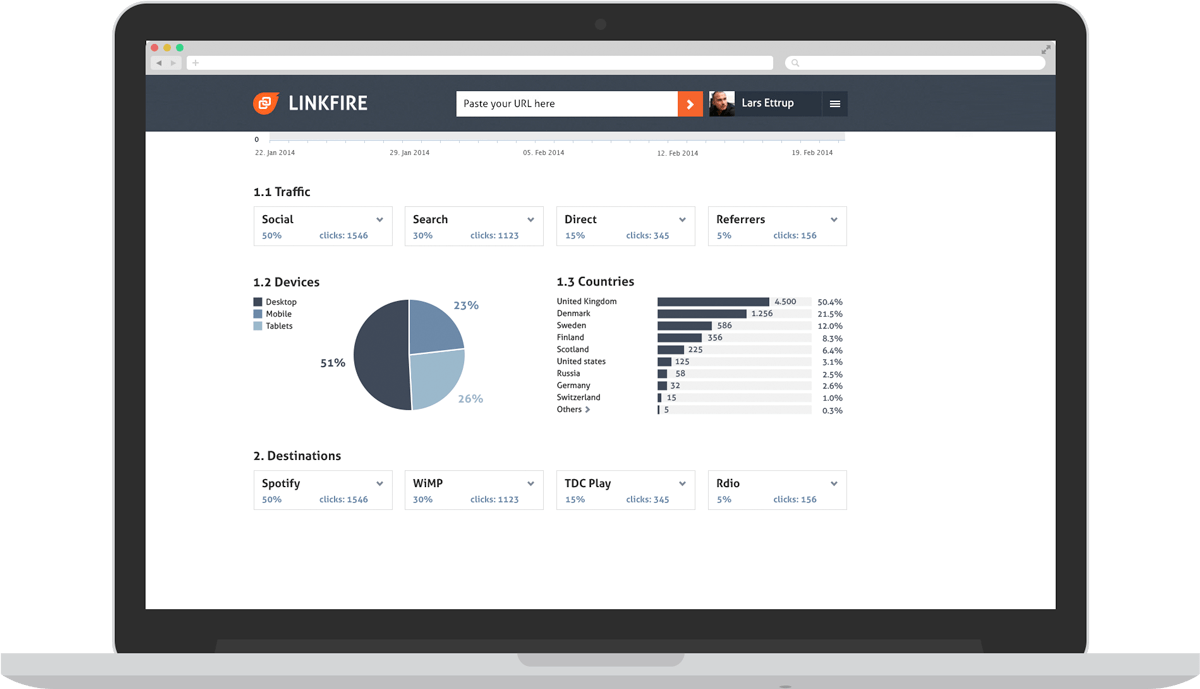 LINKFIRE
Paste your URL here
Lars Ettrup
0
22. Jan 2014 29. Jan 2014 05. Feb 2014 12. Feb 2014 19. Feb 2014
1.1 Traffic
Social Search Direct Referrers
50% clicks: 1546 30% clicks: 1123 15% clicks: 345 5% clicks: 156
1.2 Devices
Desktop
Mobile
Tablets
23%
51%
26%
1.3 Countries
United Kingdom 4.500 50.4%
Denmark 1.256 21.5%
Sweden 586 12.0%
Finland 356 8.3%
Scotland 225 6.4%
United states 125 3.1%
Russia 58 2.5%
Germany 32 2.6%
Switzerland 15 1.0%
Others 5 0.3%
2. Destinations
Spotify WiMP TDC Play Rdio
50% clicks: 1546 30% clicks: 1123 15% clicks: 345 5% clicks: 156